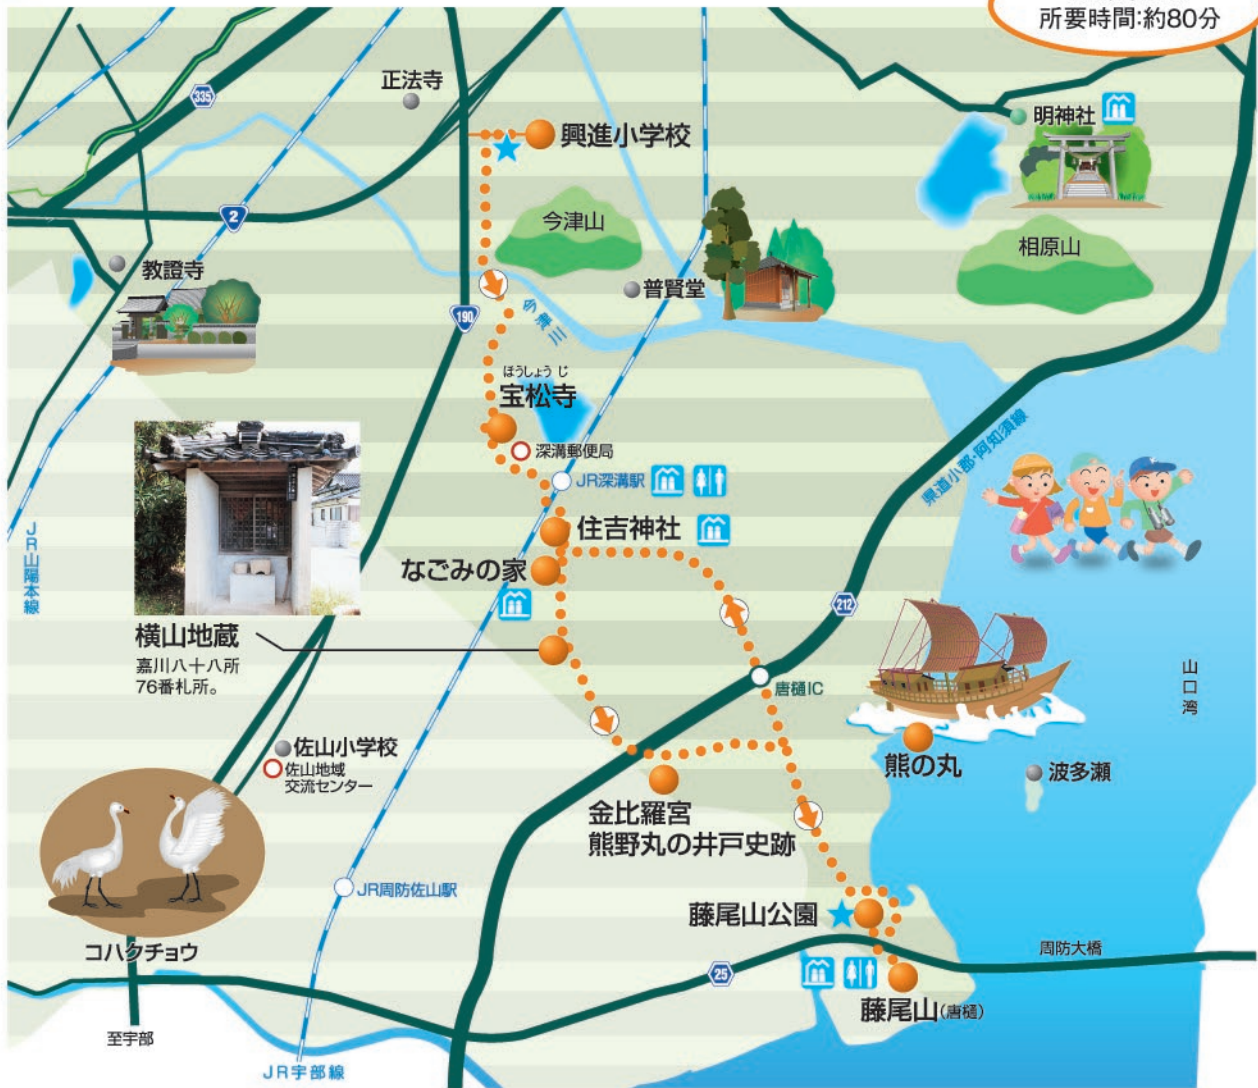 所要時間:約80分
正法寺
335
興進小学校
明神社
2
今津山
相原山
教證寺
普賢堂
190
今津川
ほうしょう じ
宝松寺
深溝郵便局
県道小郡・阿知須線
JR深溝駅
住吉神社
なごみの家
JR山陽本線
212
横山地蔵
嘉川八十八所
76番札所。
唐樋IC
山口湾
佐山小学校
佐山地域
交流センター
熊の丸
波多瀬
金比羅宮
熊野丸の井戸史跡
JR周防佐山駅
藤尾山公園
コハクチョウ
周防大橋
25
藤尾山(唐樋)
至宇部
JR宇部線